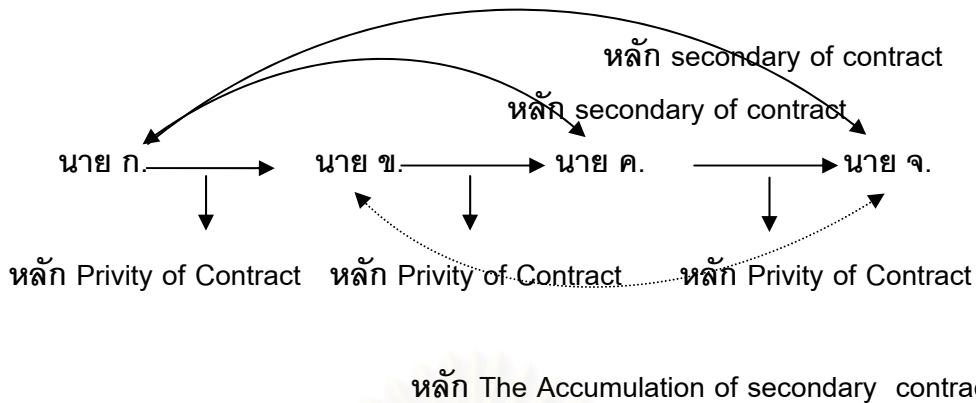 หลัก secondary of contract
หลัก secondary of contract
นาย ก. นาย ข. นาย ค. นาย จ.
หลัก Privity of Contract หลัก Privity of Contract หลัก Privity of Contract
หลัก The Accumulation of secondary contrac